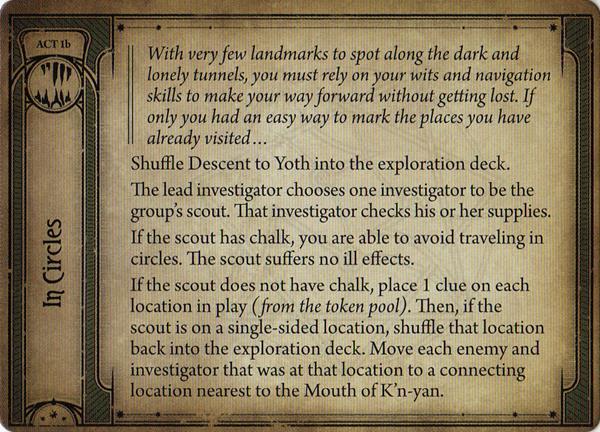 ACT 1b
In Circles
With very few landmarks to spot along the dark and
lonely tunnels, you must rely on your wits and navigation
skills to make your way forward without getting lost. If
only you had an easy way to mark the places you have
already visited…
Shuffle Descent to Yoth into the exploration deck.
The lead investigator chooses one investigator to be the
group's scout. That investigator checks his or her supplies.
If the scout has chalk, you are able to avoid traveling in
circles. The scout suffers no ill effects.
If the scout does not have chalk, place 1 clue on each
location in play (from the token pool). Then, if the
scout is on a single-sided location, shuffle that location
back into the exploration deck. Move each enemy and
investigator that was at that location to a connecting
location nearest to the Mouth of K'n-yan.